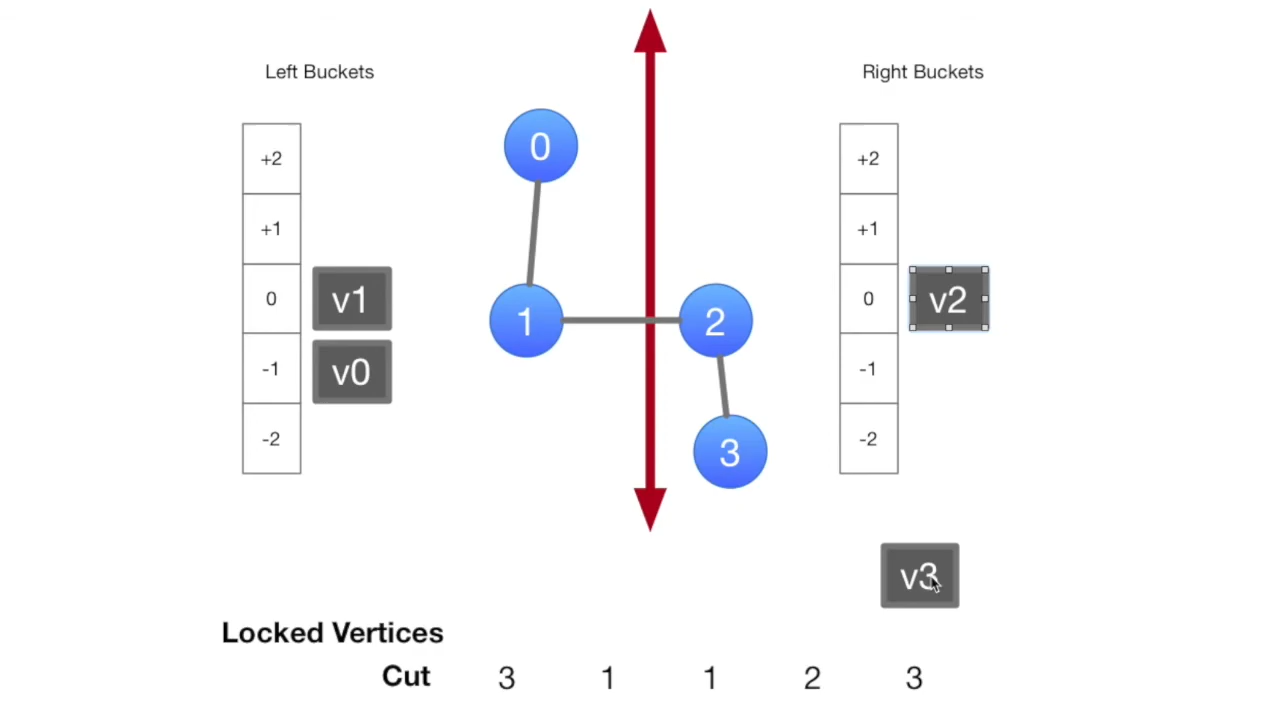 Left Buckets
Right Buckets
+2
+1
0
-1
-2
v1
v0
0
1
2
3
+2
+1
0
-1
-2
v2
v3
Locked Vertices
Cut 3 1 1 2 3